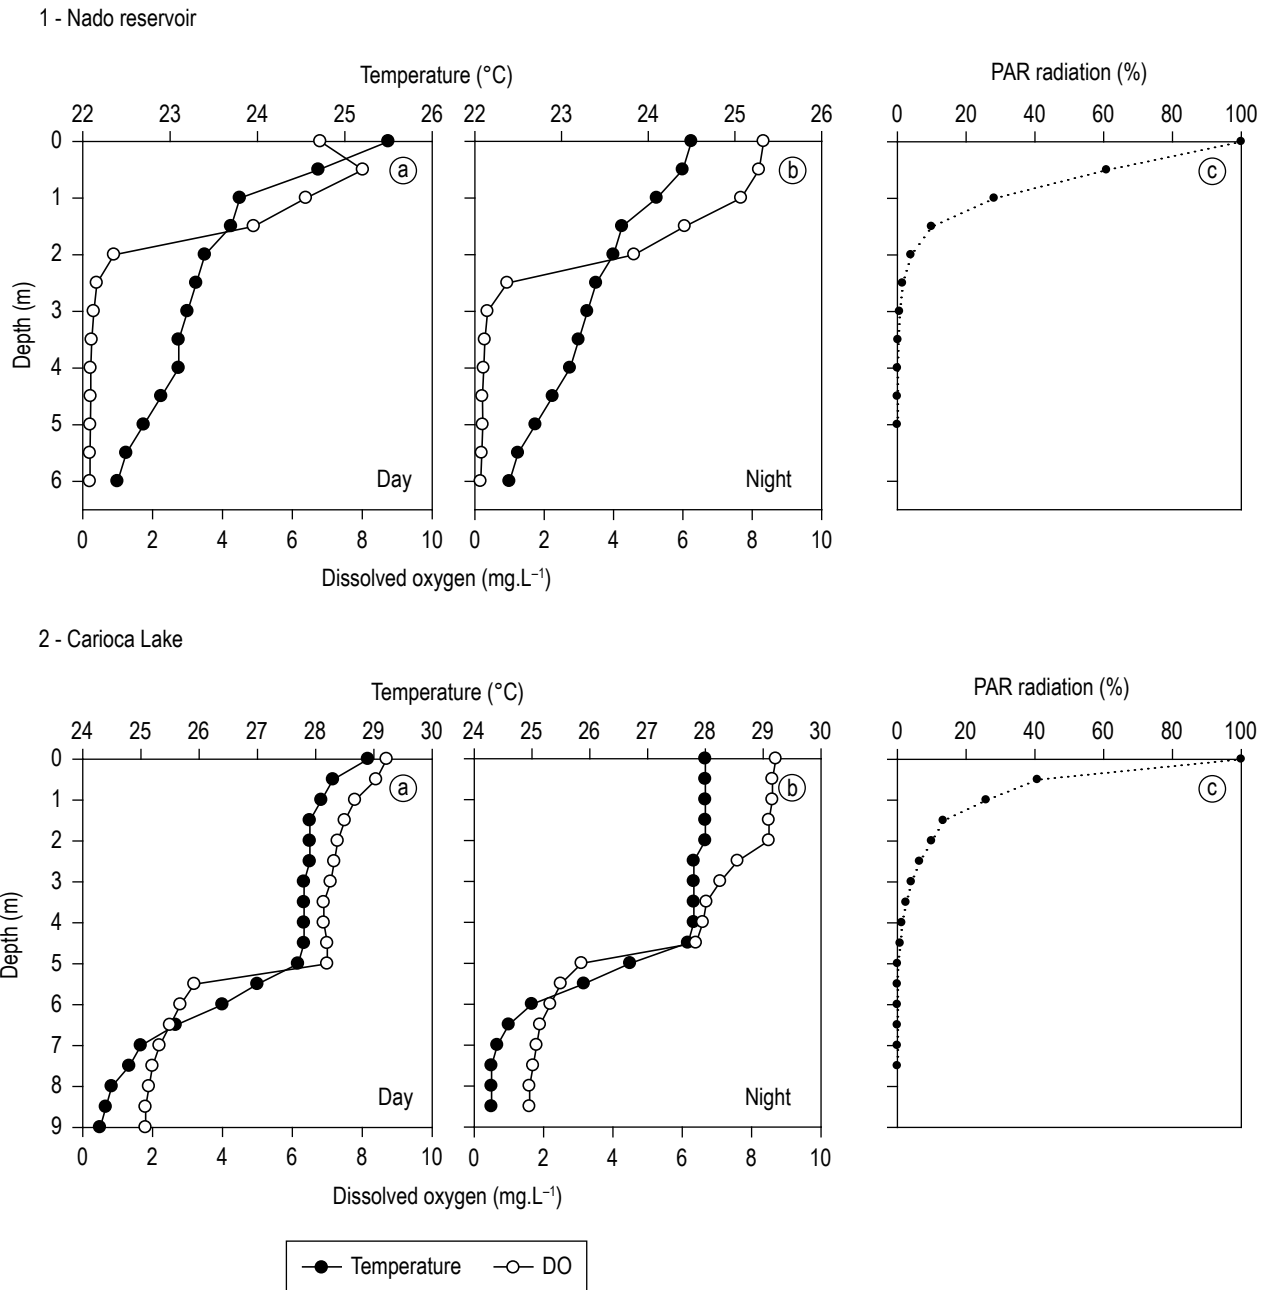 1 - Nado reservoir
Temperature (°C)
PAR radiation (%)
22 23 24 25 26
22 23 24 25 26
0 20 40 60 80 100
Depth (m)
0
1
2
3
4
5
6
a
b
c
Day
Night
0 2 4 6 8 10
0 2 4 6 8 10
Dissolved oxygen (mg.L⁻¹)
2 - Carioca Lake
Temperature (°C)
PAR radiation (%)
24 25 26 27 28 29 30
24 25 26 27 28 29 30
0 20 40 60 80 100
Depth (m)
0
1
2
3
4
5
6
7
8
9
a
b
c
Day
Night
0 2 4 6 8 10
0 2 4 6 8 10
Dissolved oxygen (mg.L⁻¹)
Temperature DO